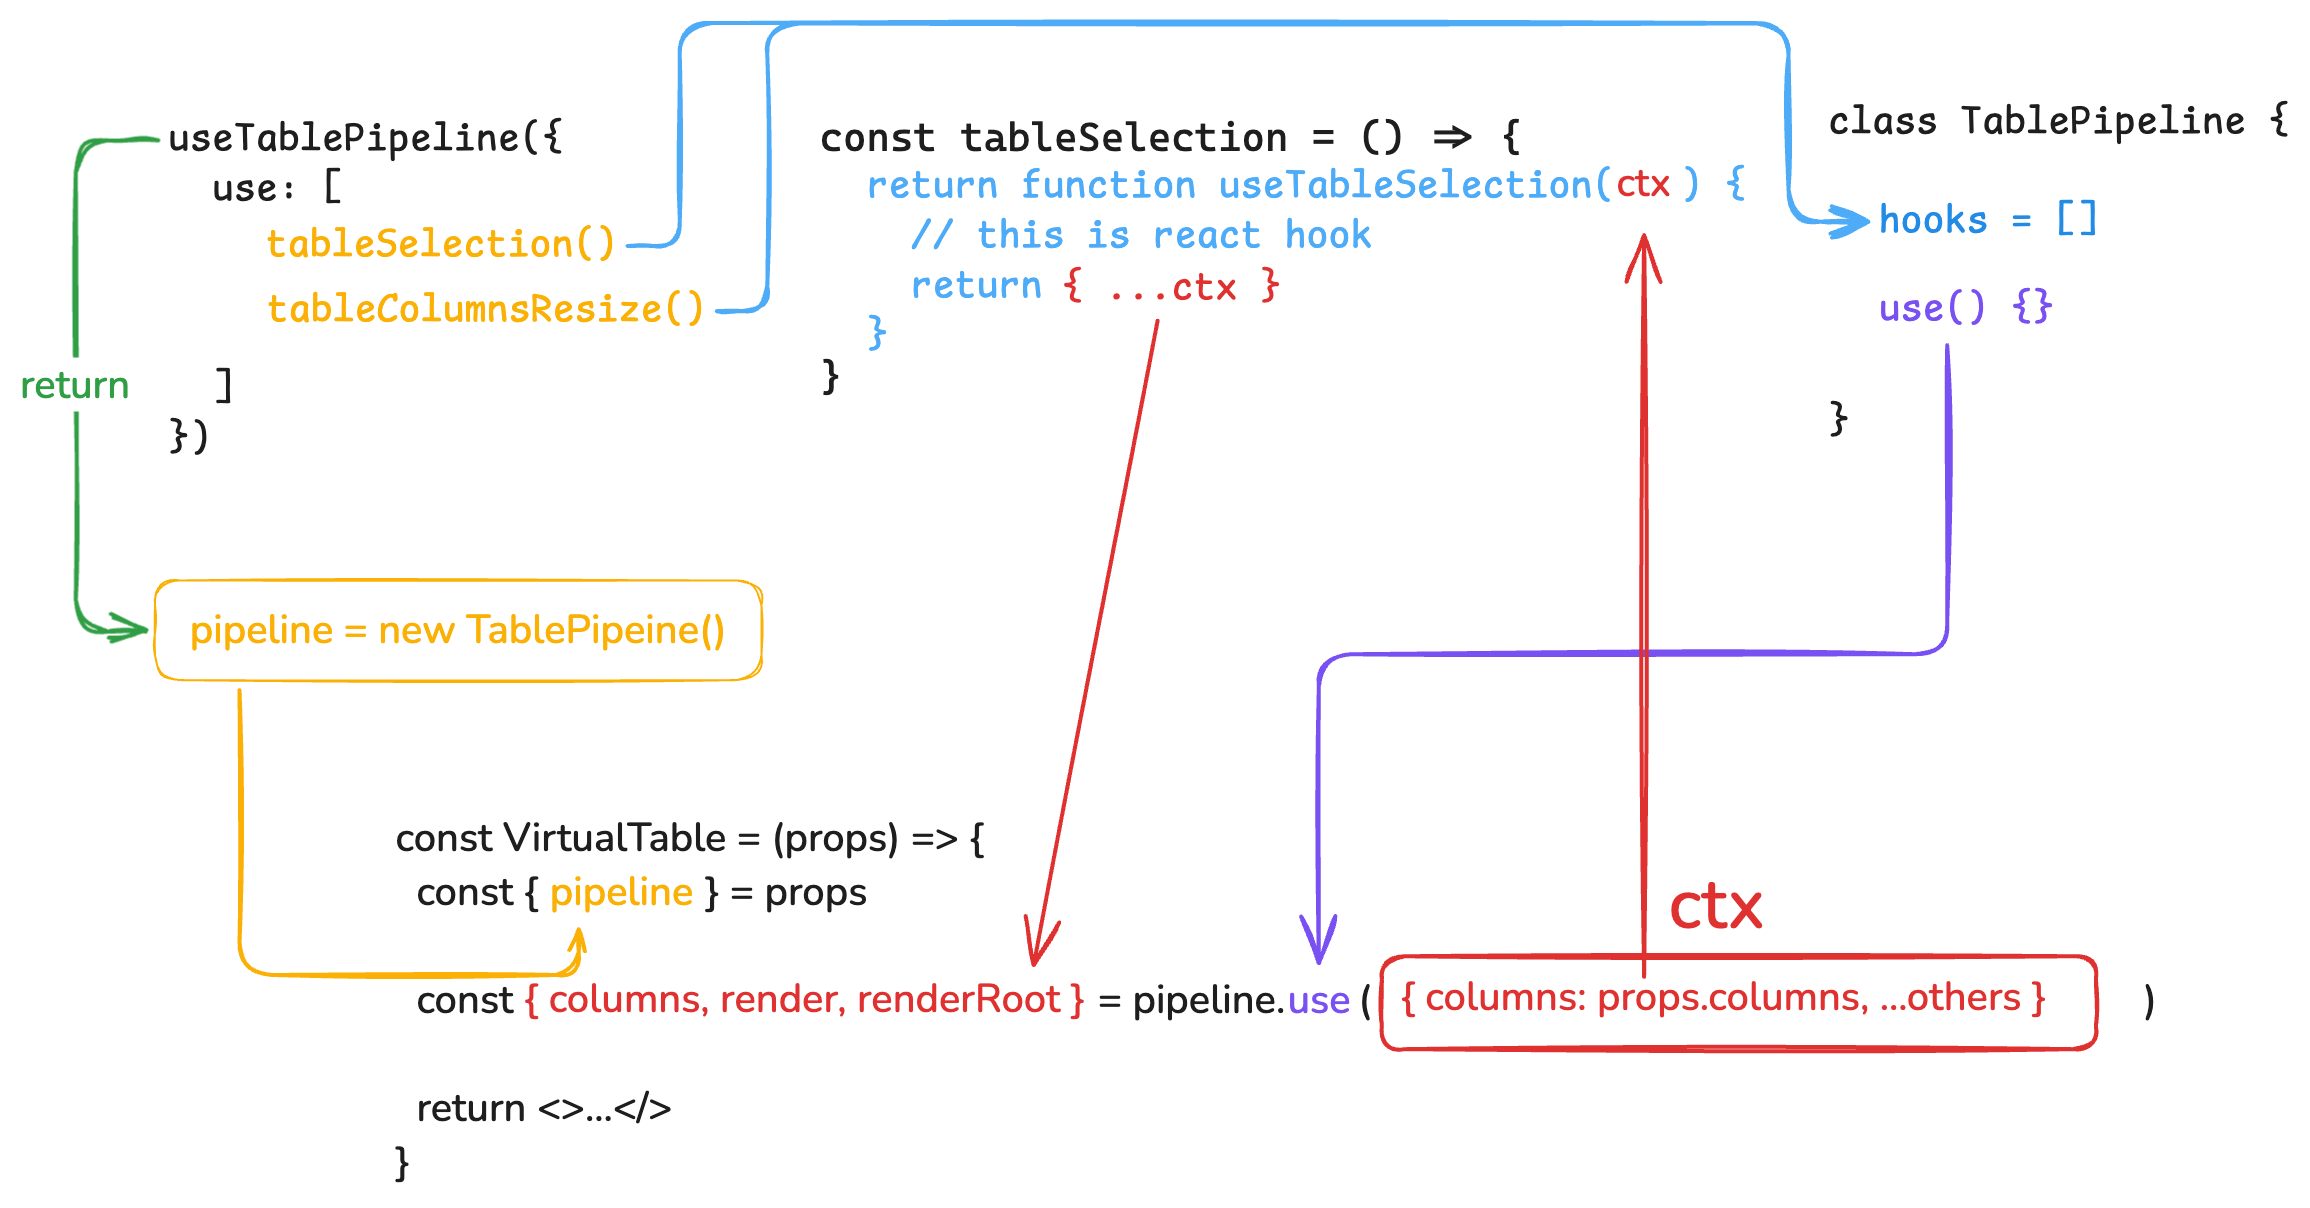 useTablePipeline({
use: [
tableSelection()
tableColumnsResize()
]
})
return
const tableSelection = () => {
return function useTableSelection(ctx) {
// this is react hook
return { ...ctx }
}
}
class TablePipeline {
hooks = []
use() {}
}
pipeline = new TablePipeine()
const VirtualTable = (props) => {
const { pipeline } = props
ctx
const { columns, render, renderRoot } = pipeline.use ( { columns: props.columns, ...others } )
return <>...</>
}